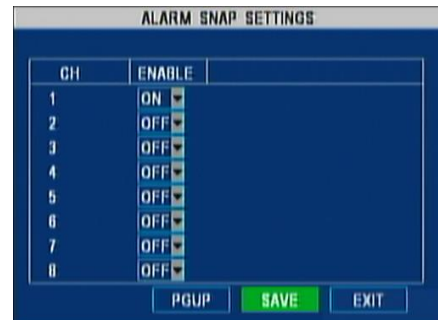 ALARM SNAP SETTINGS
CH ENABLE
1 ON
2 OFF
3 OFF
4 OFF
5 OFF
6 OFF
7 OFF
8 OFF
PGUP SAVE EXIT